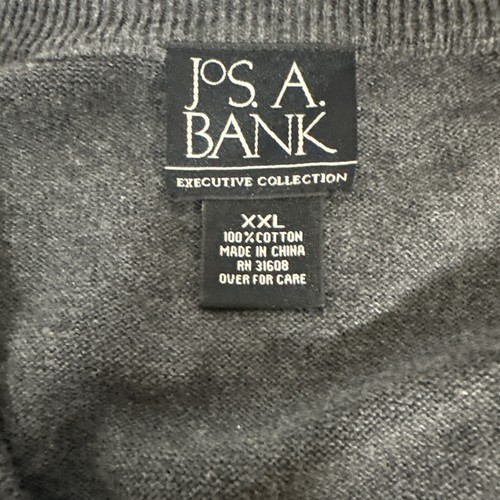 JoS. A.
BANK
EXECUTIVE COLLECTION
XXL
100% COTTON
MADE IN CHINA
RN 31608
OVER FOR CARE